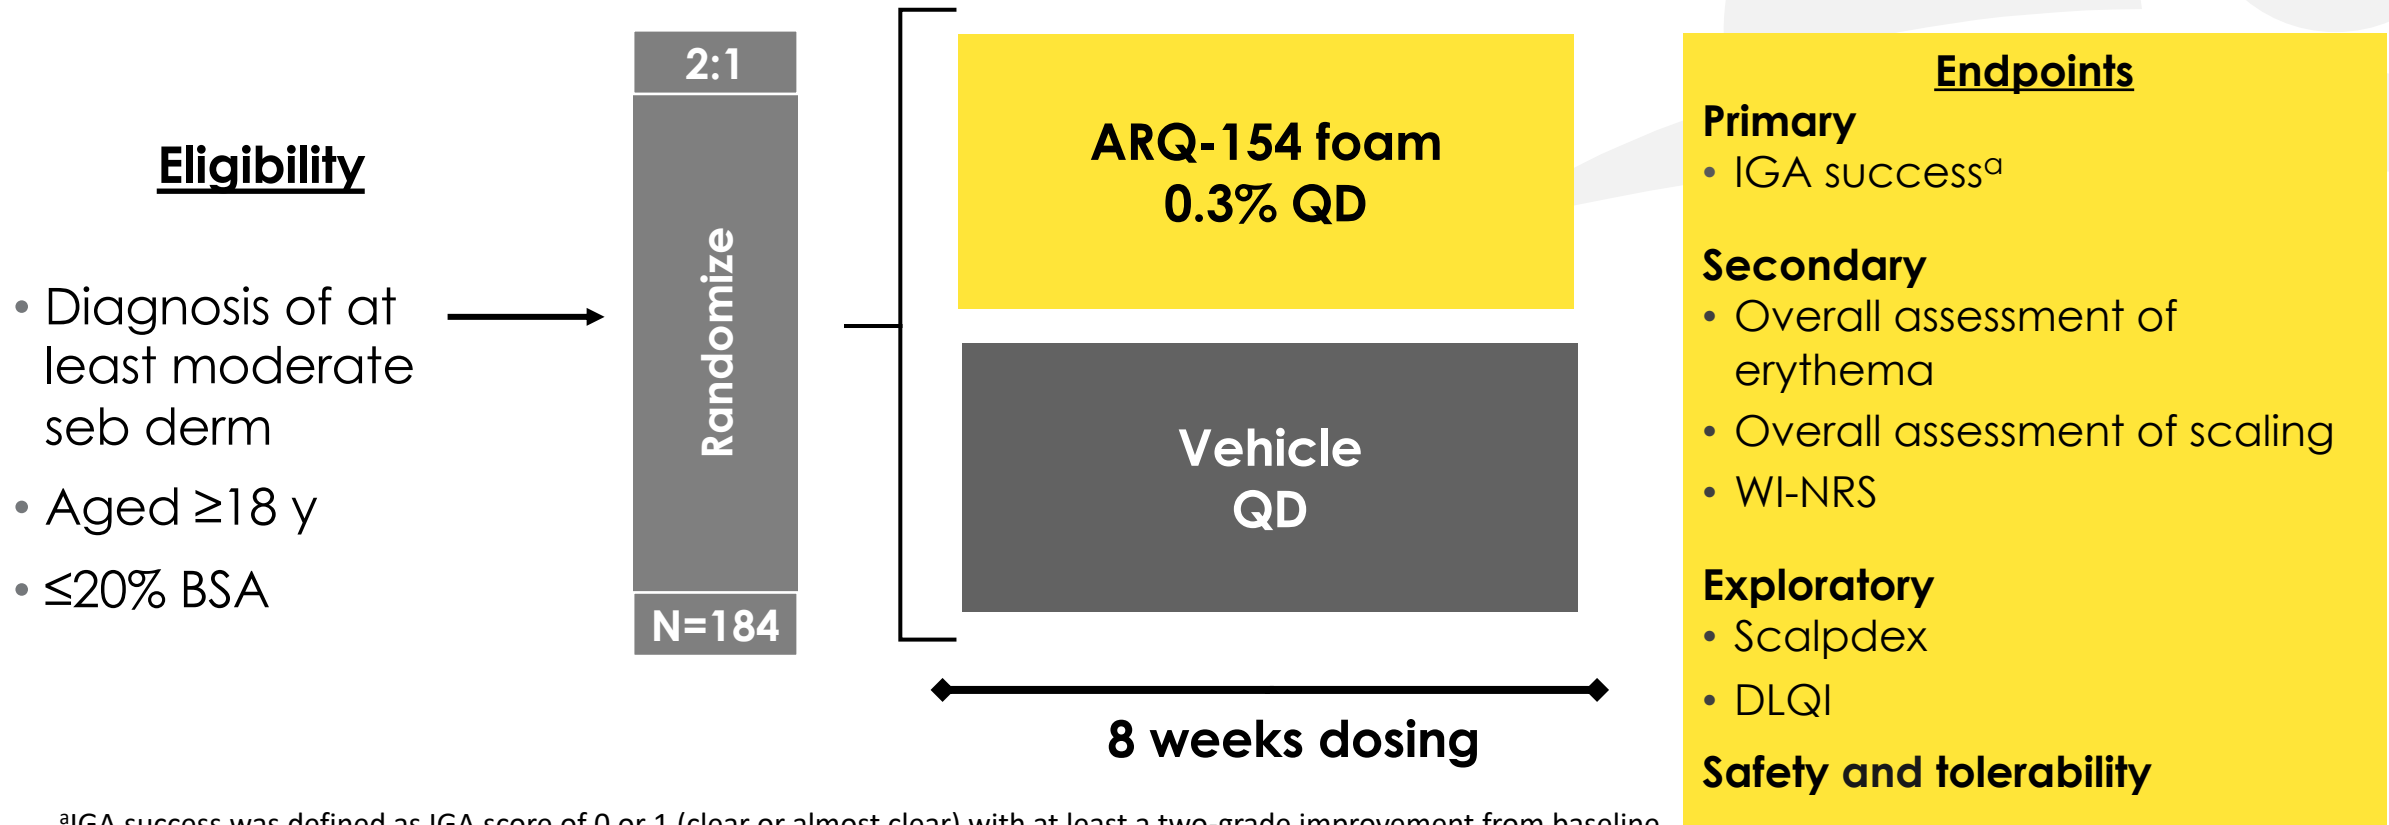 Eligibility
• Diagnosis of at
least moderate
seb derm
• Aged ≥18 y
• ≤20% BSA
2:1
Randomize
N=184
ARQ-154 foam
0.3% QD
Vehicle
QD
8 weeks dosing
Endpoints
Primary
• IGA successᵃ
Secondary
• Overall assessment of
erythema
• Overall assessment of scaling
• WI-NRS
Exploratory
• Scalpdex
• DLQI
Safety and tolerability
ᵃIGA success was defined as IGA score of 0 or 1 (clear or almost clear) with at least a two-grade improvement from baseline